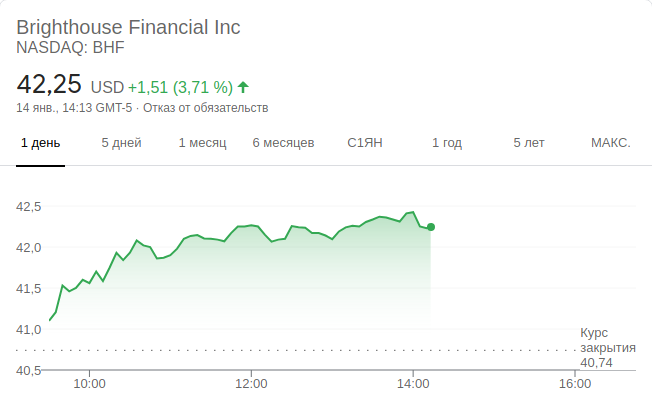 Brighthouse Financial Inc
NASDAQ: BHF
42,25 USD +1,51 (3,71 %)
14 янв., 14:13 GMT-5 · Отказ от обязательств
1 день 5 дней 1 месяц 6 месяцев С1ЯН 1 год 5 лет МАКС.
42,5
42,0
41,5
41,0
Курс
закрытия
40,74
40,5
10:00 12:00 14:00 16:00